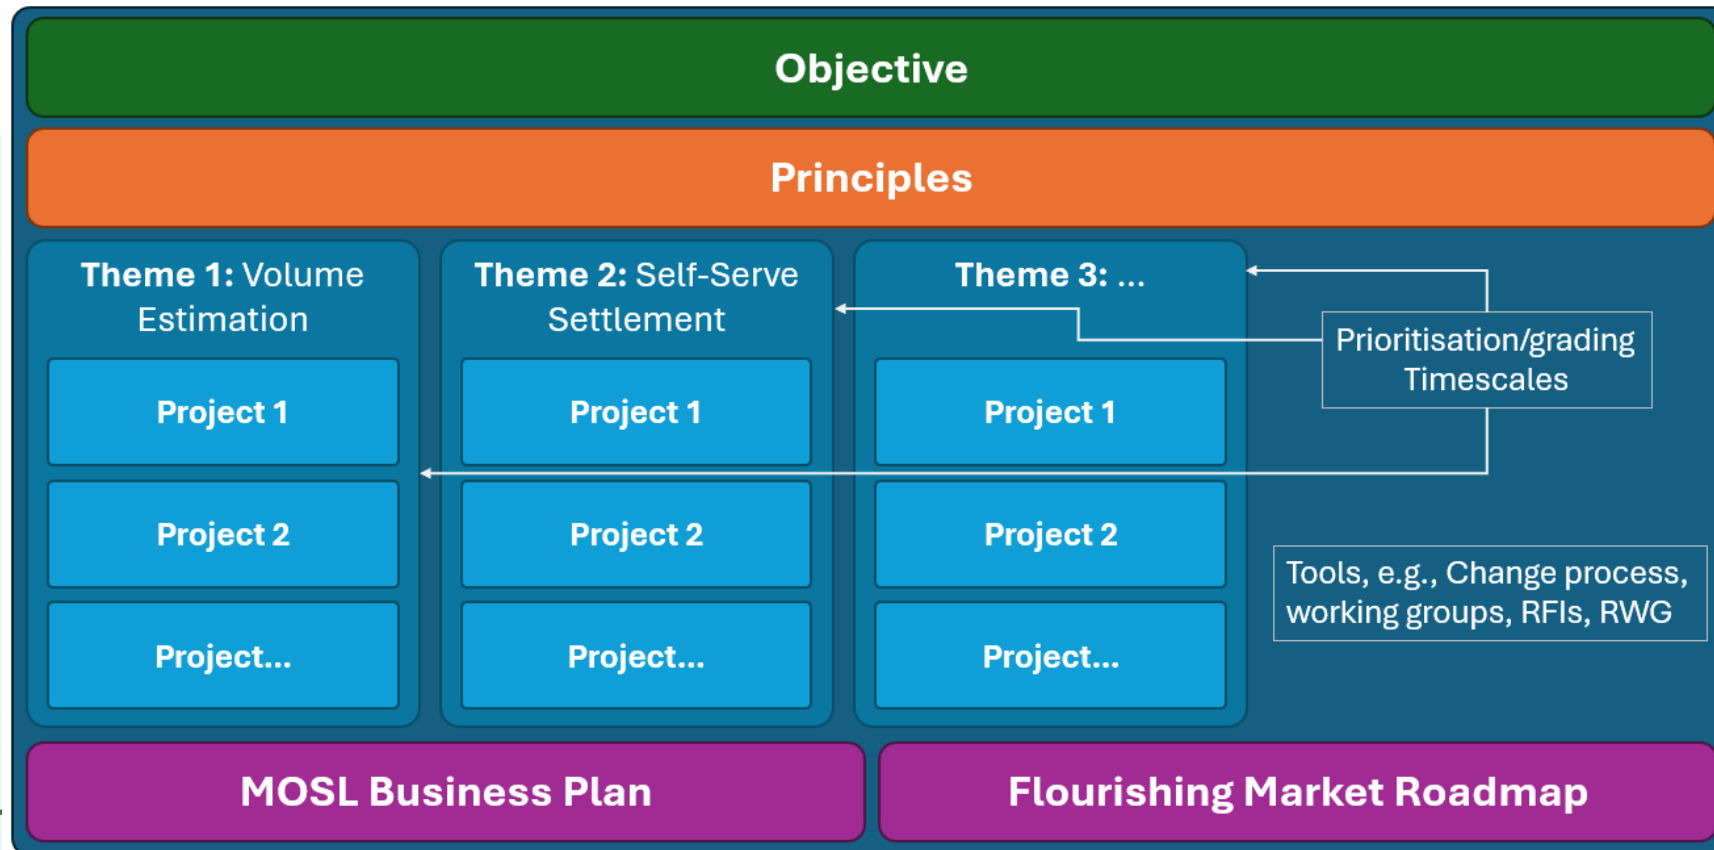 Objective
Principles
Theme 1: Volume
Estimation
Project 1
Project 2
Project...
Theme 2: Self-Serve
Settlement
Project 1
Project 2
Project...
Theme 3: ...
Project 1
Project 2
Project...
Prioritisation/grading
Timescales
Tools, e.g., Change process,
working groups, RFIs, RWG
MOSL Business Plan
Flourishing Market Roadmap